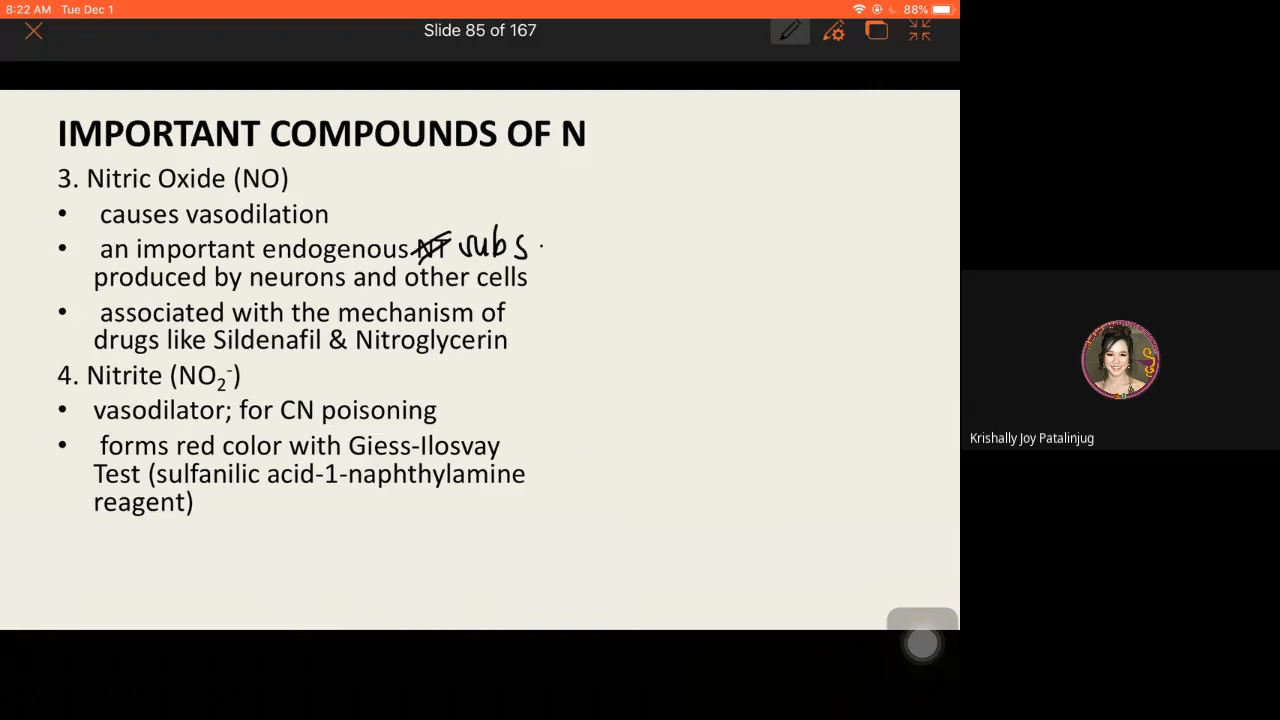 8:22 AM Tue Dec 1
88%
Slide 85 of 167
IMPORTANT COMPOUNDS OF N
3. Nitric Oxide (NO)
• causes vasodilation
• an important endogenous NT subs
produced by neurons and other cells
• associated with the mechanism of
drugs like Sildenafil & Nitroglycerin
4. Nitrite (NO₂⁻)
• vasodilator; for CN poisoning
• forms red color with Giess-Ilosvay
Test (sulfanilic acid-1-naphthylamine
reagent)
Krishally Joy Patalinjug